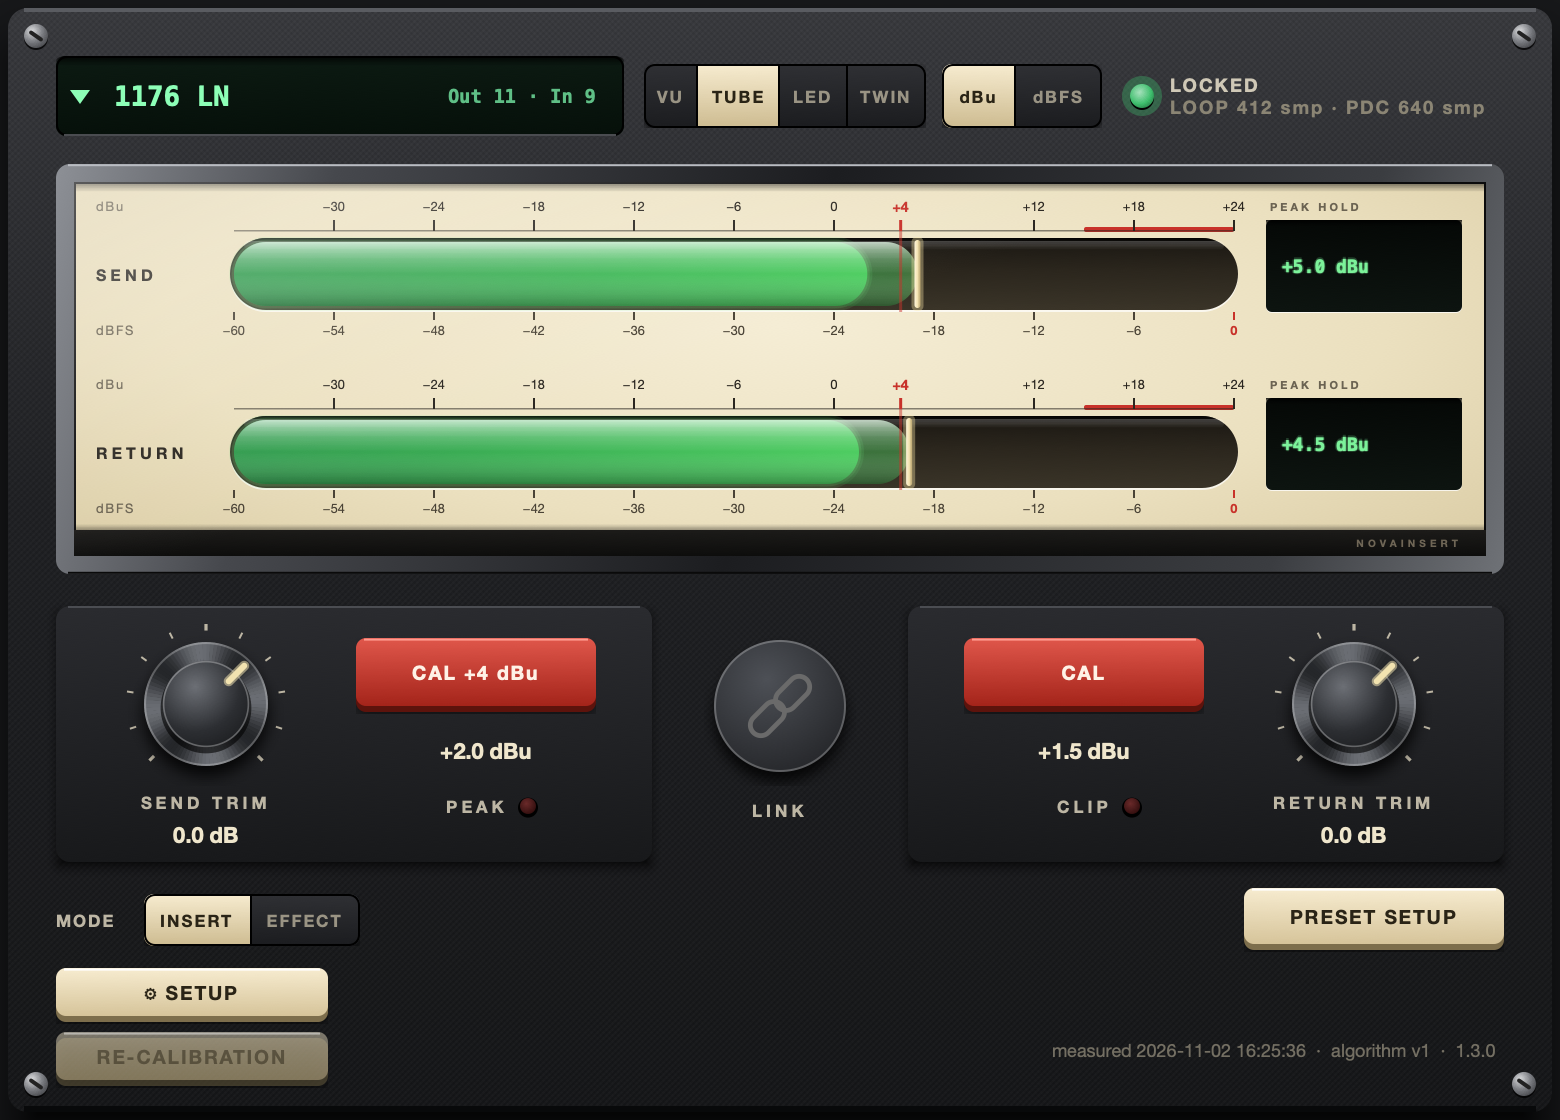 1176 LN
Out 11 · In 9
VU TUBE LED TWIN
dBu dBFS
LOCKED
LOOP 412 smp · PDC 640 smp
dBu −30 −24 −18 −12 −6 0 +4 +12 +18 +24
PEAK HOLD
SEND
+5.0 dBu
dBFS −60 −54 −48 −42 −36 −30 −24 −18 −12 −6 0
dBu −30 −24 −18 −12 −6 0 +4 +12 +18 +24
PEAK HOLD
RETURN
+4.5 dBu
dBFS −60 −54 −48 −42 −36 −30 −24 −18 −12 −6 0
NOVAINSERT
CAL +4 dBu
+2.0 dBu
PEAK
SEND TRIM
0.0 dB
LINK
CAL
+1.5 dBu
CLIP
RETURN TRIM
0.0 dB
MODE INSERT EFFECT
PRESET SETUP
⚙ SETUP
RE-CALIBRATION
measured 2026-11-02 16:25:36 · algorithm v1 · 1.3.0